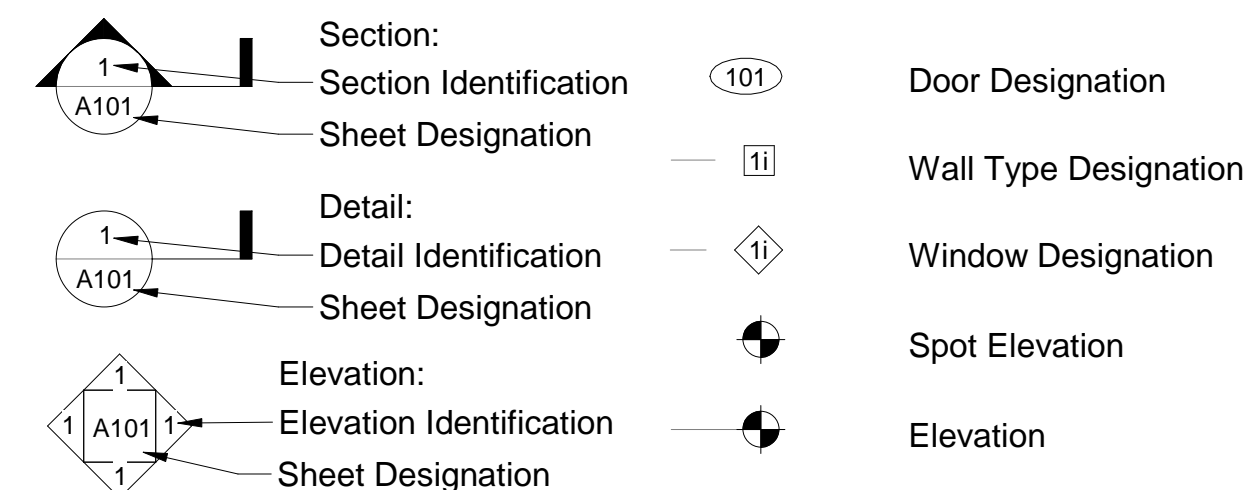 Section:
1
Section Identification
A101
Sheet Designation
Detail:
1
Detail Identification
A101
Sheet Designation
1
Elevation:
1
A101
1
Elevation Identification
1
Sheet Designation
101
Door Designation
1i
Wall Type Designation
1i
Window Designation
Spot Elevation
Elevation